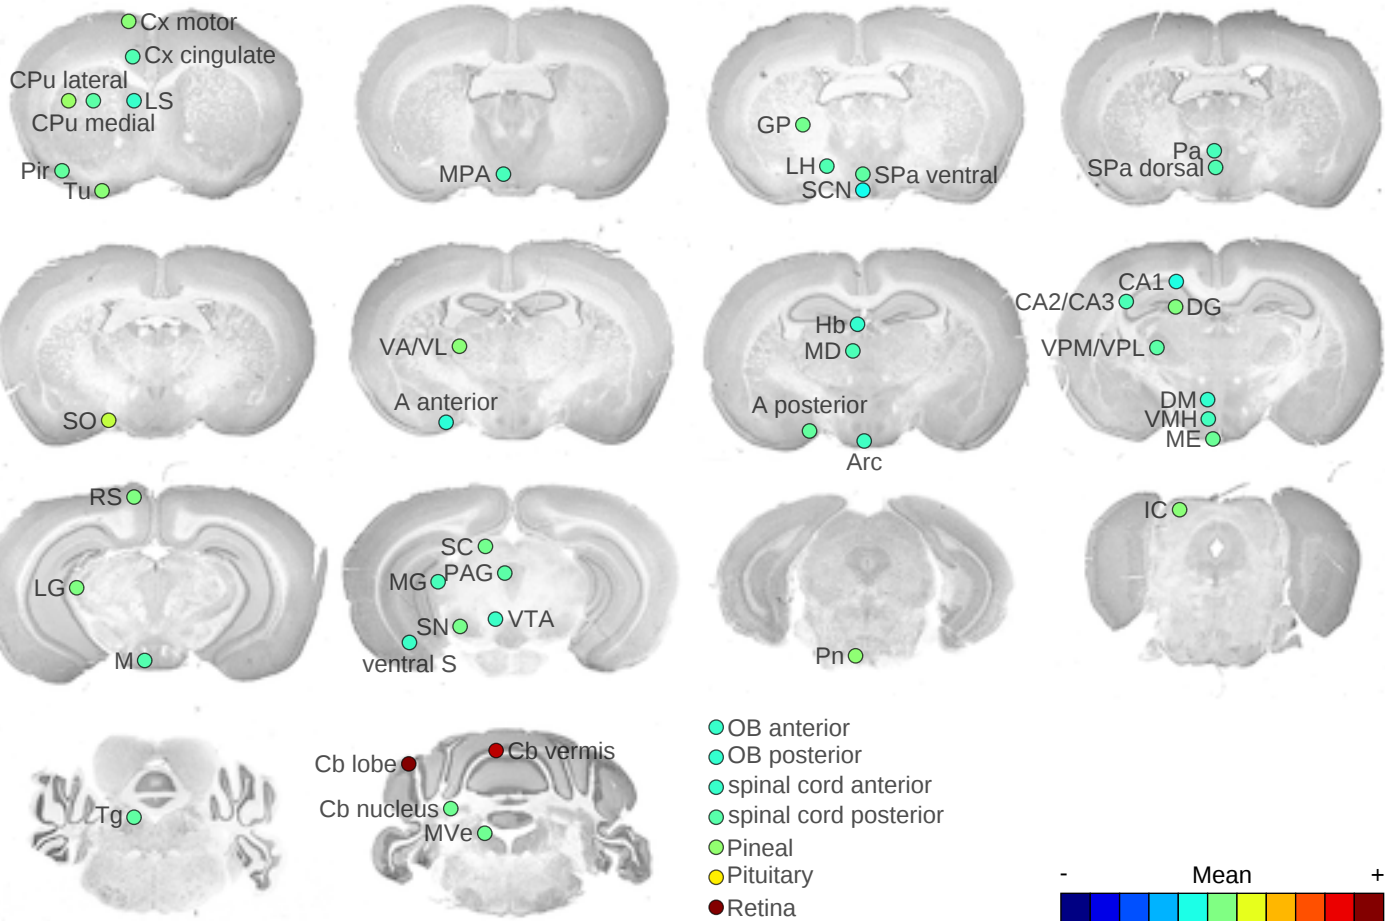 Cx motor
Cx cingulate
CPu lateral
LS
CPu medial
Pir
Tu
MPA
GP
LH
SPa ventral
SCN
Pa
SPa dorsal
SO
VA/VL
A anterior
Hb
MD
A posterior
Arc
CA1
CA2/CA3
DG
VPM/VPL
DM
VMH
ME
RS
LG
M
SC
PAG
MG
VTA
SN
ventral S
Pn
IC
Tg
Cb vermis
Cb lobe
Cb nucleus
MVe
OB anterior
OB posterior
spinal cord anterior
spinal cord posterior
Pineal
Pituitary
Retina
- Mean +